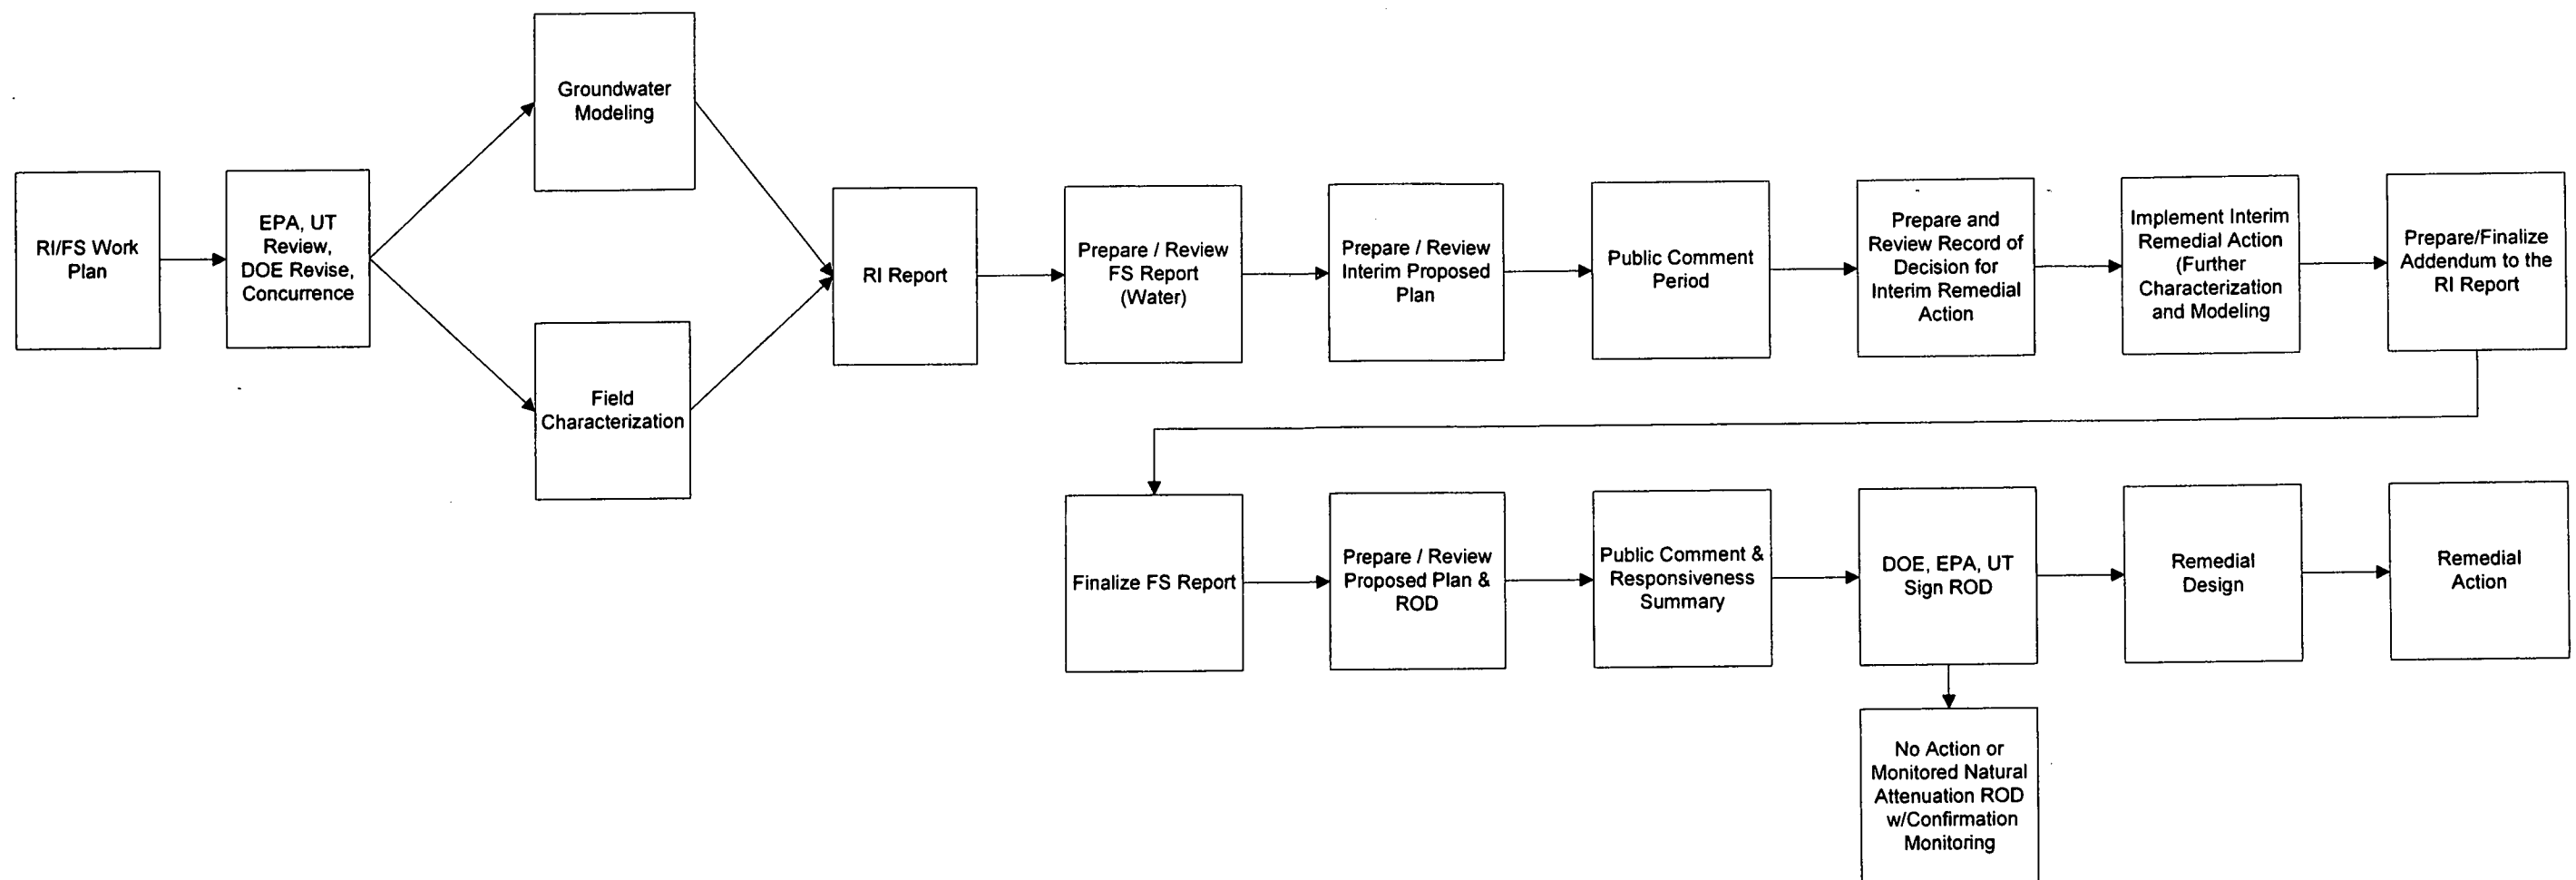 RI/FS Work
Plan
EPA, UT
Review,
DOE Revise,
Concurrence
Groundwater
Modeling
Field
Characterization
RI Report
Prepare / Review
FS Report
(Water)
Prepare / Review
Interim Proposed
Plan
Public Comment
Period
Prepare and
Review Record of
Decision for
Interim Remedial
Action
Implement Interim
Remedial Action
(Further
Characterization
and Modeling
Prepare/Finalize
Addendum to the
RI Report
Finalize FS Report
Prepare / Review
Proposed Plan &
ROD
Public Comment &
Responsiveness
Summary
DOE, EPA, UT
Sign ROD
Remedial
Design
Remedial
Action
No Action or
Monitored Natural
Attenuation ROD
w/Confirmation
Monitoring